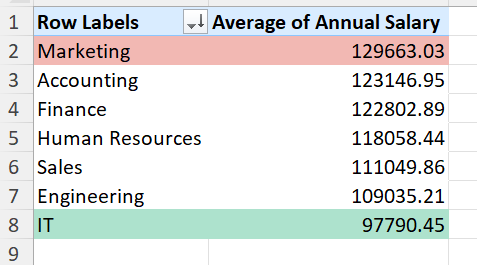 1 Row Labels Average of Annual Salary
2 Marketing 129663.03
3 Accounting 123146.95
4 Finance 122802.89
5 Human Resources 118058.44
6 Sales 111049.86
7 Engineering 109035.21
8 IT 97790.45
9